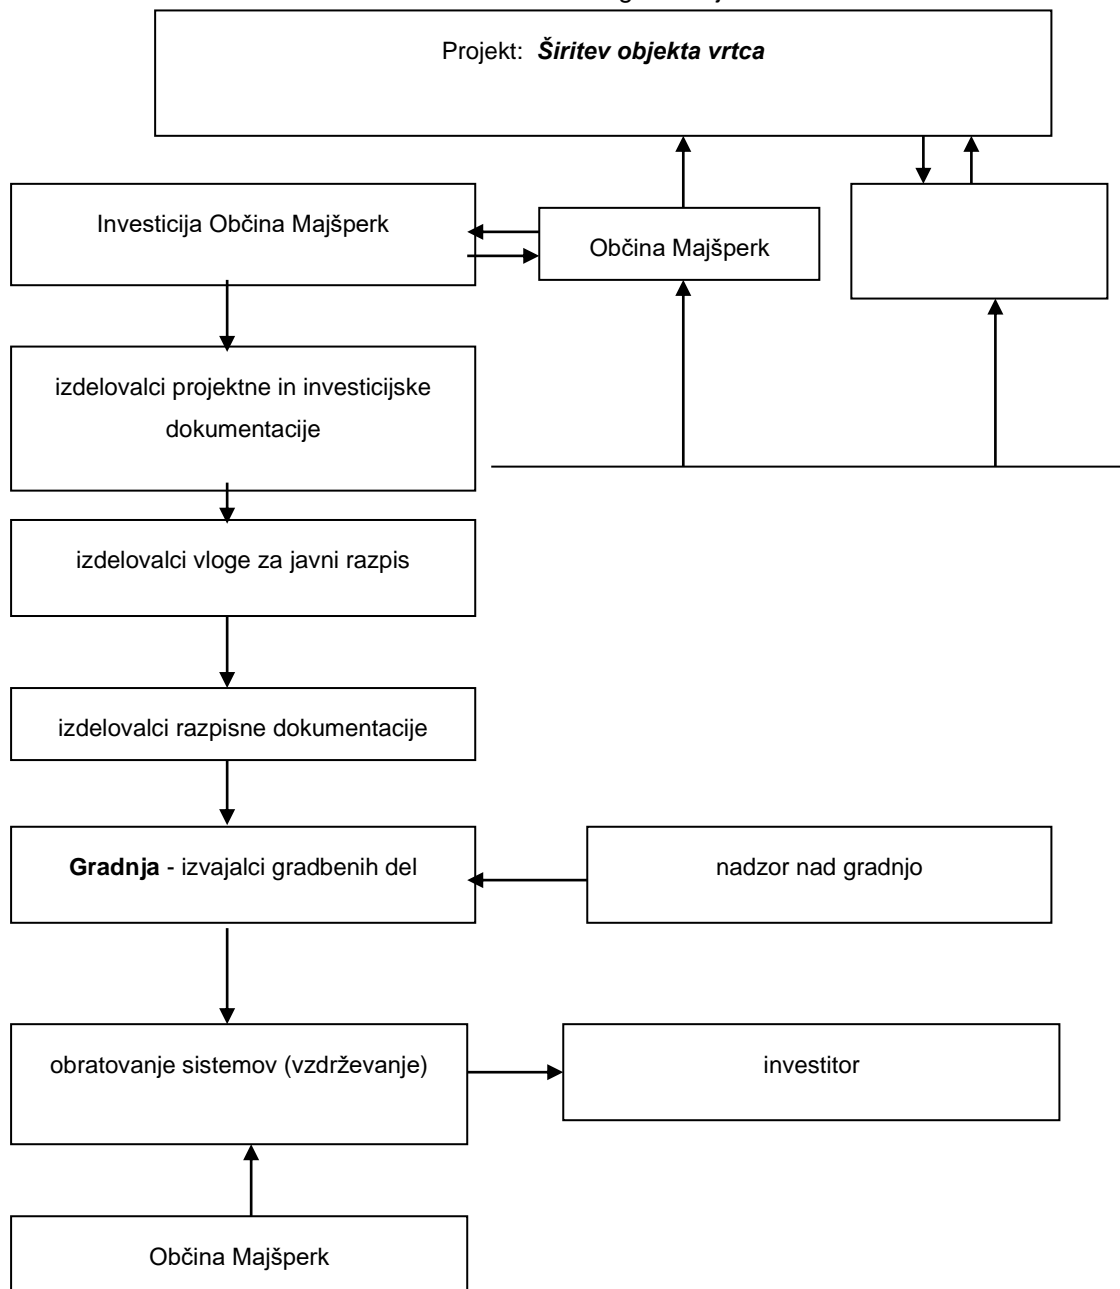 Projekt: Širitev objekta vrtca
Investicija Občina Majšperk
Občina Majšperk
izdelovalci projektne in investicijske
dokumentacije
izdelovalci vloge za javni razpis
izdelovalci razpisne dokumentacije
Gradnja - izvajalci gradbenih del
nadzor nad gradnjo
obratovanje sistemov (vzdrževanje)
investitor
Občina Majšperk